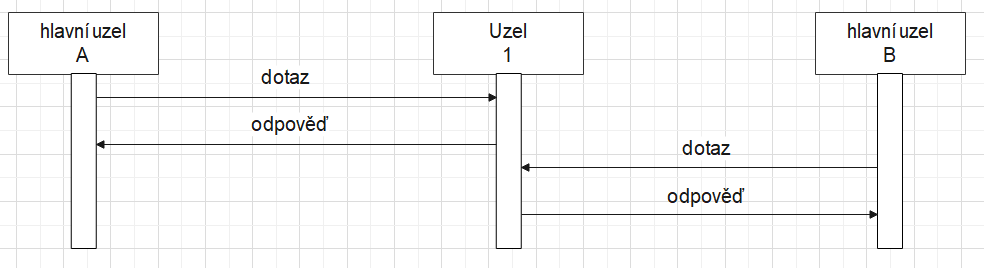 hlavní uzel
A
Uzel
1
hlavní uzel
B
dotaz
odpověď
dotaz
odpověď